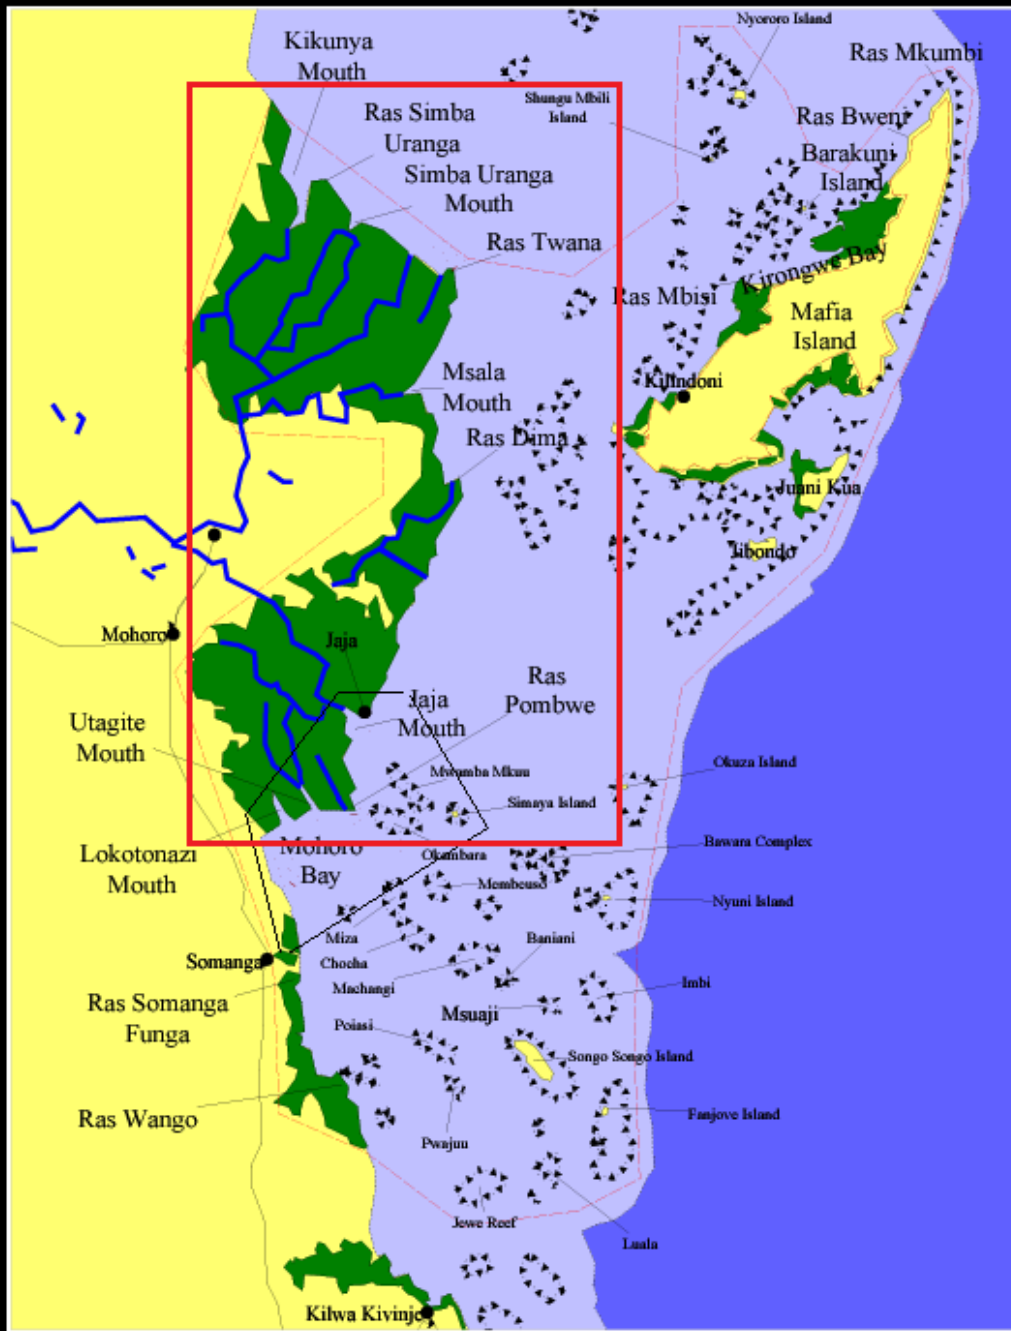 Nyororo Island
Kikunya
Mouth
Ras Mkumbi
Shungu Mbili
Island
Ras Simba
Uranga
Ras Bweni
Barakuni
Island
Simba Uranga
Mouth
Ras Twana
Kirongwe Bay
Ras Mbisi
Mafia
Island
Msala
Mouth
Kilindoni
Ras Dima
Juani Kua
Jibondo
Mohoro
Jaja
Ras
Pombwe
Jaja
Mouth
Utagite
Mouth
Mwamba Mkuu
Okuza Island
Simaya Island
Lokotonazi
Mouth
Mohoro
Bay
Okambara
Bawara Complex
Membeuso
Nyuni Island
Miza
Baniani
Somanga
Chocha
Machangi
Imbi
Ras Somanga
Funga
Msuaji
Poiasi
Songo Songo Island
Ras Wango
Fanjove Island
Pwajuu
Jewe Reef
Luala
Kilwa Kivinje